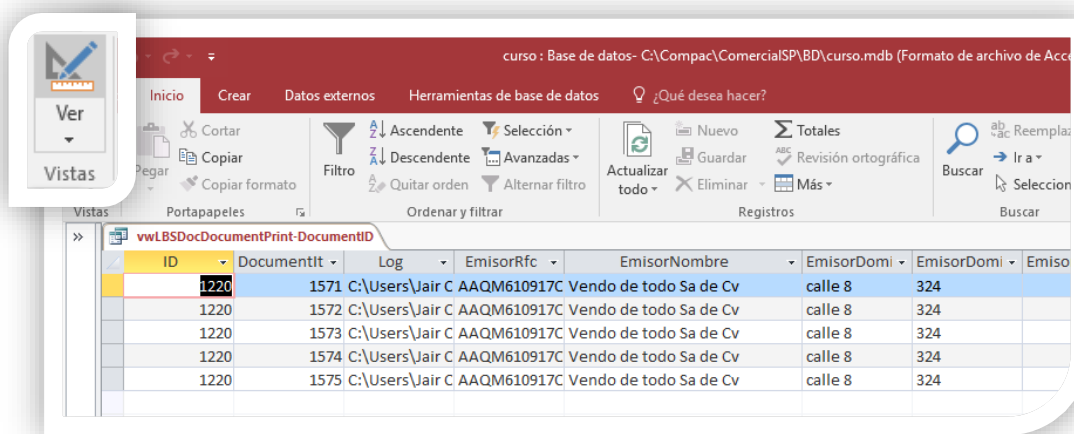 curso : Base de datos- C:\Compac\ComercialSP\BD\curso.mdb (Formato de archivo de Acce
Inicio Crear Datos externos Herramientas de base de datos ¿Qué desea hacer?
Ver
Vistas
Pegar
Cortar
Copiar
Copiar formato
Filtro
Ascendente
Descendente
Quitar orden
Selección
Avanzadas
Alternar filtro
Actualizar
todo
Nuevo
Guardar
Eliminar
Totales
Revisión ortográfica
Más
Buscar
Reemplaz
Ir a
Seleccion
Vistas Portapapeles Ordenar y filtrar Registros Buscar
» vwLBSDocDocumentPrint-DocumentID
ID DocumentIt Log EmisorRfc EmisorNombre EmisorDomi EmisorDomi Emiso
1220 1571 C:\Users\Jair C AAQM610917C Vendo de todo Sa de Cv calle 8 324
1220 1572 C:\Users\Jair C AAQM610917C Vendo de todo Sa de Cv calle 8 324
1220 1573 C:\Users\Jair C AAQM610917C Vendo de todo Sa de Cv calle 8 324
1220 1574 C:\Users\Jair C AAQM610917C Vendo de todo Sa de Cv calle 8 324
1220 1575 C:\Users\Jair C AAQM610917C Vendo de todo Sa de Cv calle 8 324